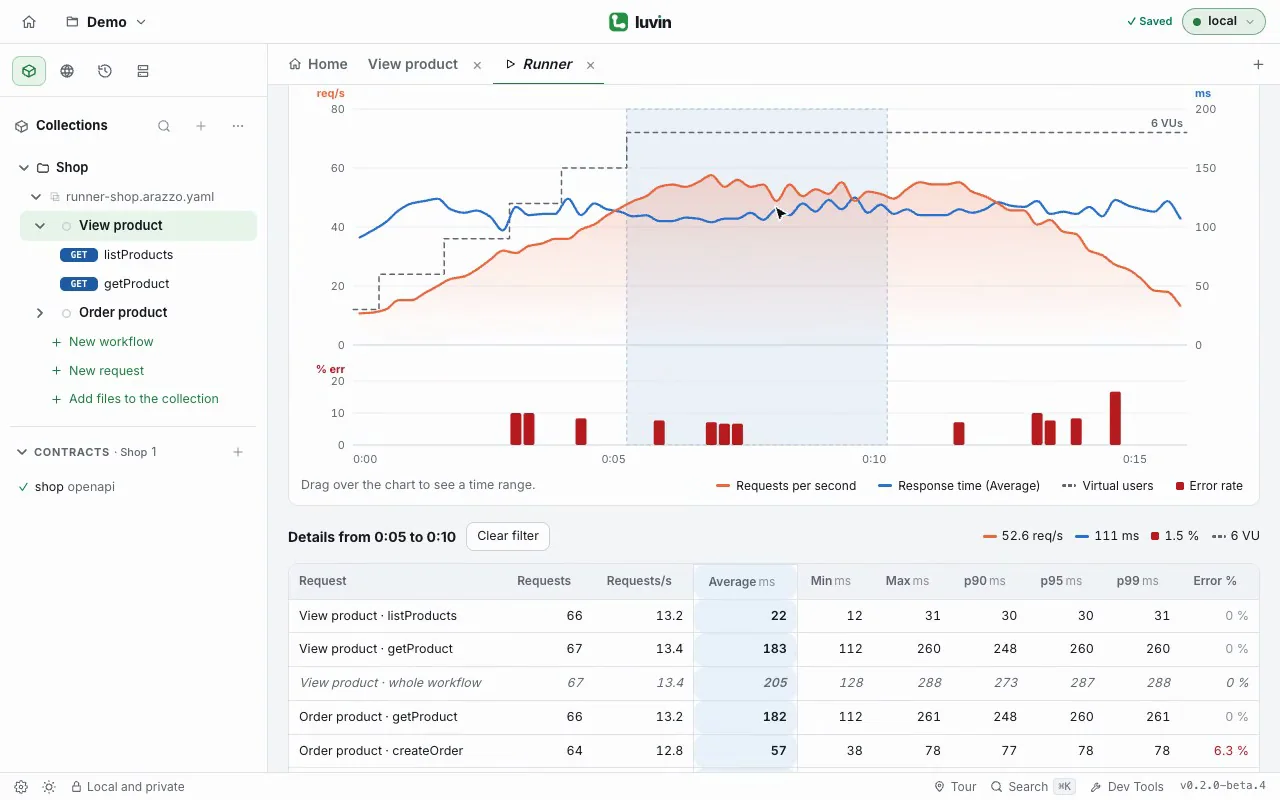 Demo
luvin
Saved
local
Home
View product
Runner
Collections
Shop
runner-shop.arazzo.yaml
View product
GET listProducts
GET getProduct
Order product
+ New workflow
+ New request
+ Add files to the collection
CONTRACTS · Shop 1
shop openapi
req/s
ms
80
60
40
20
0
200
150
100
50
0
6 VUs
% err
20
10
0
0:00
0:05
0:10
0:15
Drag over the chart to see a time range.
Requests per second
Response time (Average)
Virtual users
Error rate
Details from 0:05 to 0:10
Clear filter
52.6 req/s
111 ms
1.5 %
6 VU
Request Requests Requests/s Average ms Min ms Max ms p90 ms p95 ms p99 ms Error %
View product · listProducts 66 13.2 22 12 31 30 30 31 0 %
View product · getProduct 67 13.4 183 112 260 248 260 260 0 %
View product · whole workflow 67 13.4 205 128 288 273 287 288 0 %
Order product · getProduct 66 13.2 182 112 261 248 260 261 0 %
Order product · createOrder 64 12.8 57 38 78 77 78 78 6.3 %
Local and private
Tour
Search ⌘K
Dev Tools
v0.2.0-beta.4